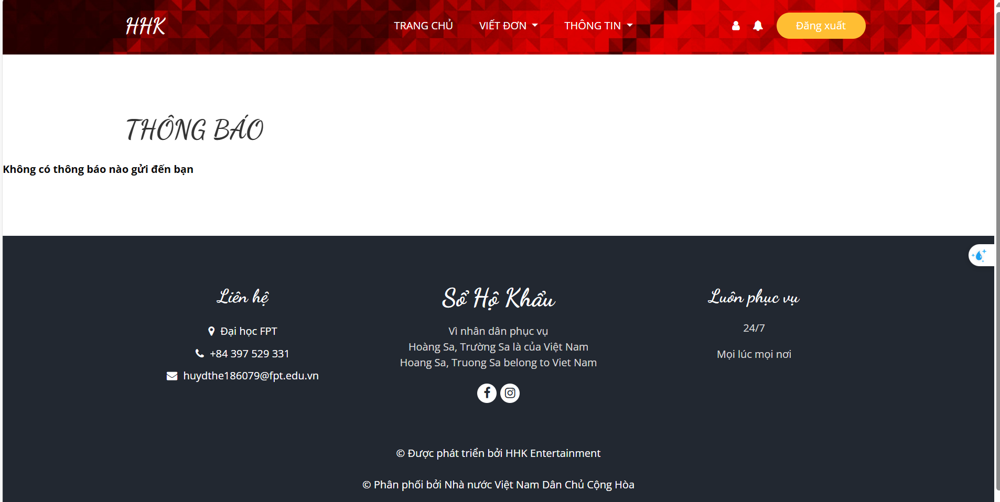 HHK
TRANG CHỦ
VIẾT ĐƠN
THÔNG TIN
Đăng xuất
THÔNG BÁO
Không có thông báo nào gửi đến bạn
Liên hệ
Đại học FPT
+84 397 529 331
huydthe186079@fpt.edu.vn
Sổ Hộ Khẩu
Vì nhân dân phục vụ
Hoàng Sa, Trường Sa là của Việt Nam
Hoang Sa, Truong Sa belong to Viet Nam
Luôn phục vụ
24/7
Mọi lúc mọi nơi
© Được phát triển bởi HHK Entertainment
© Phân phối bởi Nhà nước Việt Nam Dân Chủ Cộng Hòa